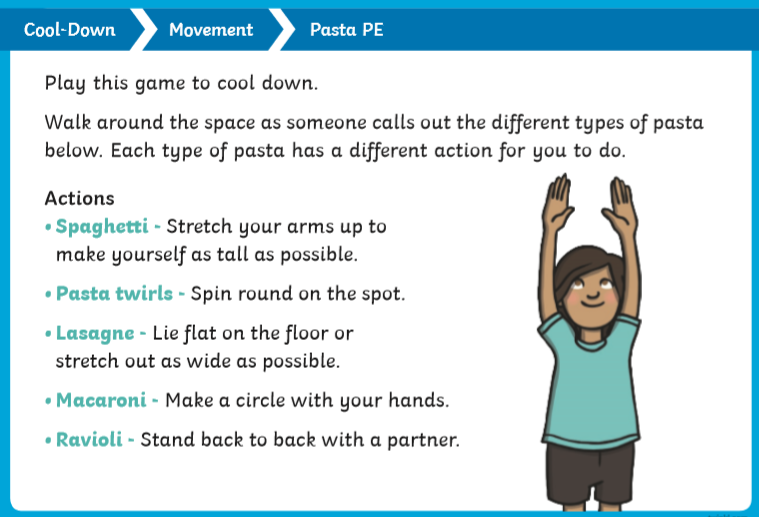 Cool-Down Movement Pasta PE
Play this game to cool down.
Walk around the space as someone calls out the different types of pasta
below. Each type of pasta has a different action for you to do.
Actions
• Spaghetti - Stretch your arms up to
make yourself as tall as possible.
• Pasta twirls - Spin round on the spot.
• Lasagne - Lie flat on the floor or
stretch out as wide as possible.
• Macaroni - Make a circle with your hands.
• Ravioli - Stand back to back with a partner.